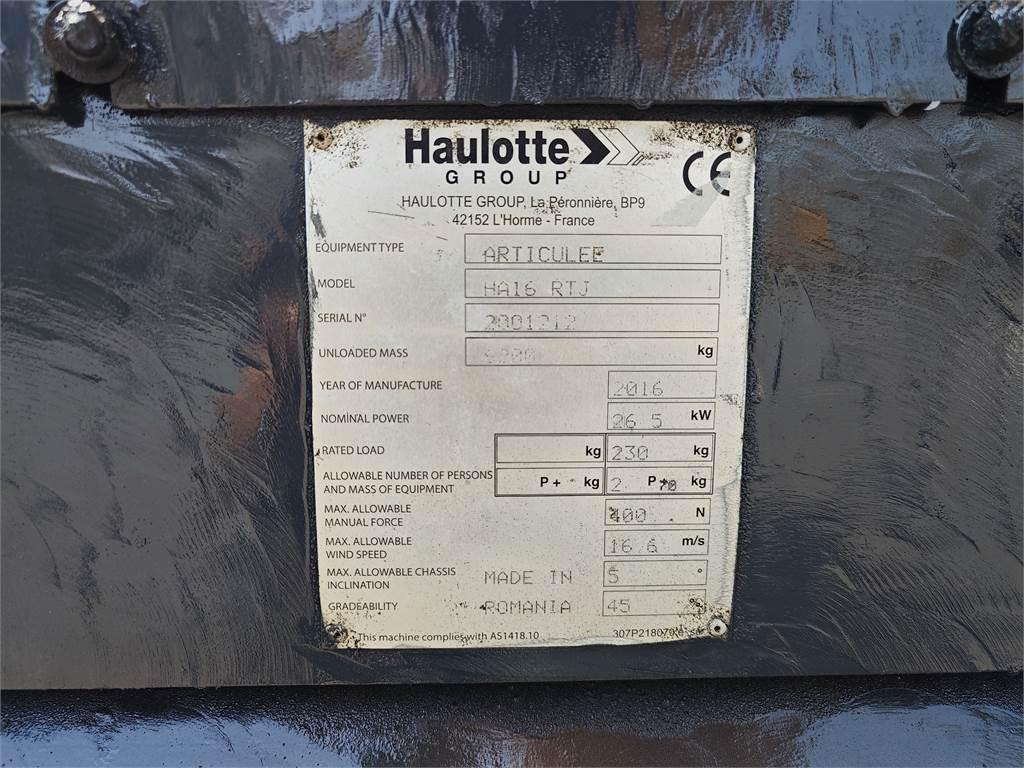 Haulotte
GROUP
CE
HAULOTTE GROUP, La Péronnière, BP9
42152 L'Horme - France
EQUIPMENT TYPE ARTICULEE
MODEL HA16 RTJ
SERIAL N° 2001212
UNLOADED MASS kg
YEAR OF MANUFACTURE 2016
NOMINAL POWER 26.5 kW
RATED LOAD kg 230 kg
ALLOWABLE NUMBER OF PERSONS
AND MASS OF EQUIPMENT P + kg 2 P + 70 kg
MAX. ALLOWABLE
MANUAL FORCE 400 N
MAX. ALLOWABLE
WIND SPEED 16.6 m/s
MAX. ALLOWABLE CHASSIS
INCLINATION MADE IN 5 °
GRADEABILITY ROMANIA 45 %
This machine complies with AS1418.10